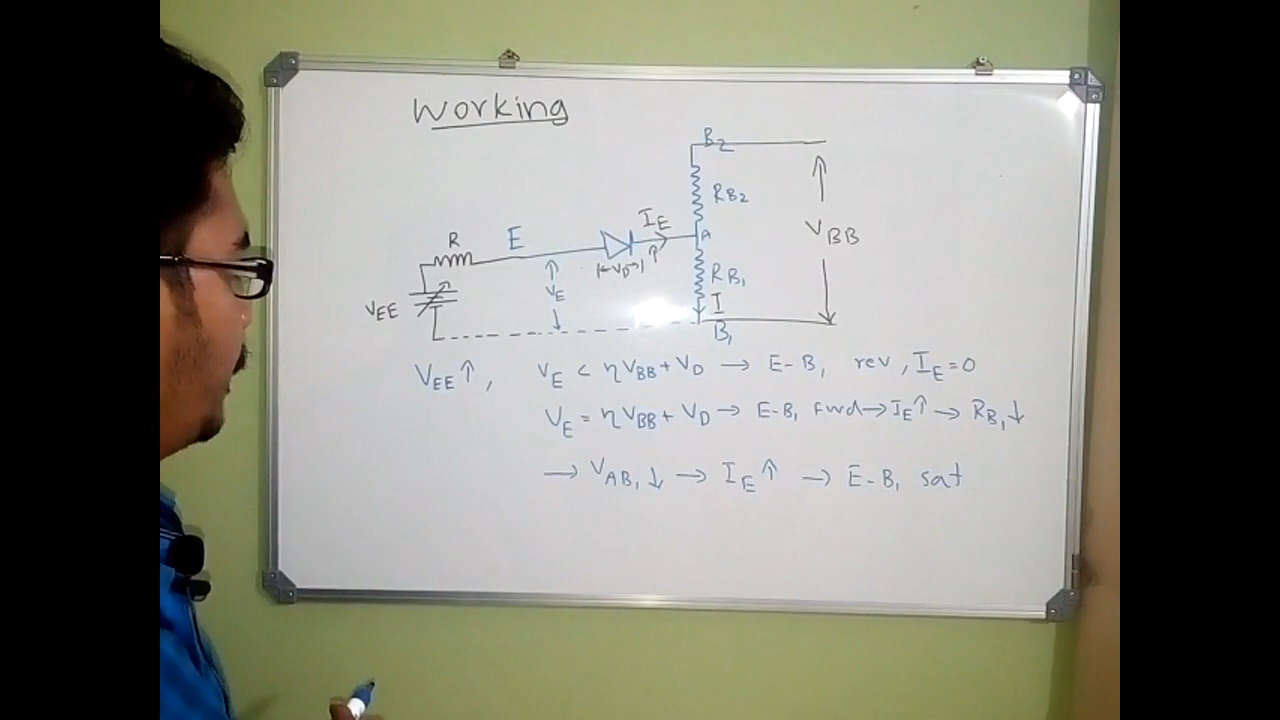 Working
B2
RB2
IE
R
E
A
VBB
|←VD→|
RB1
VE
VEE
I
B1
VEE↑, VE < ηVBB + VD → E-B1 rev, IE = 0
VE = ηVBB + VD → E-B1 fwd → IE↑ → RB1↓
→ VAB1↓ → IE↑ → E-B1 sat